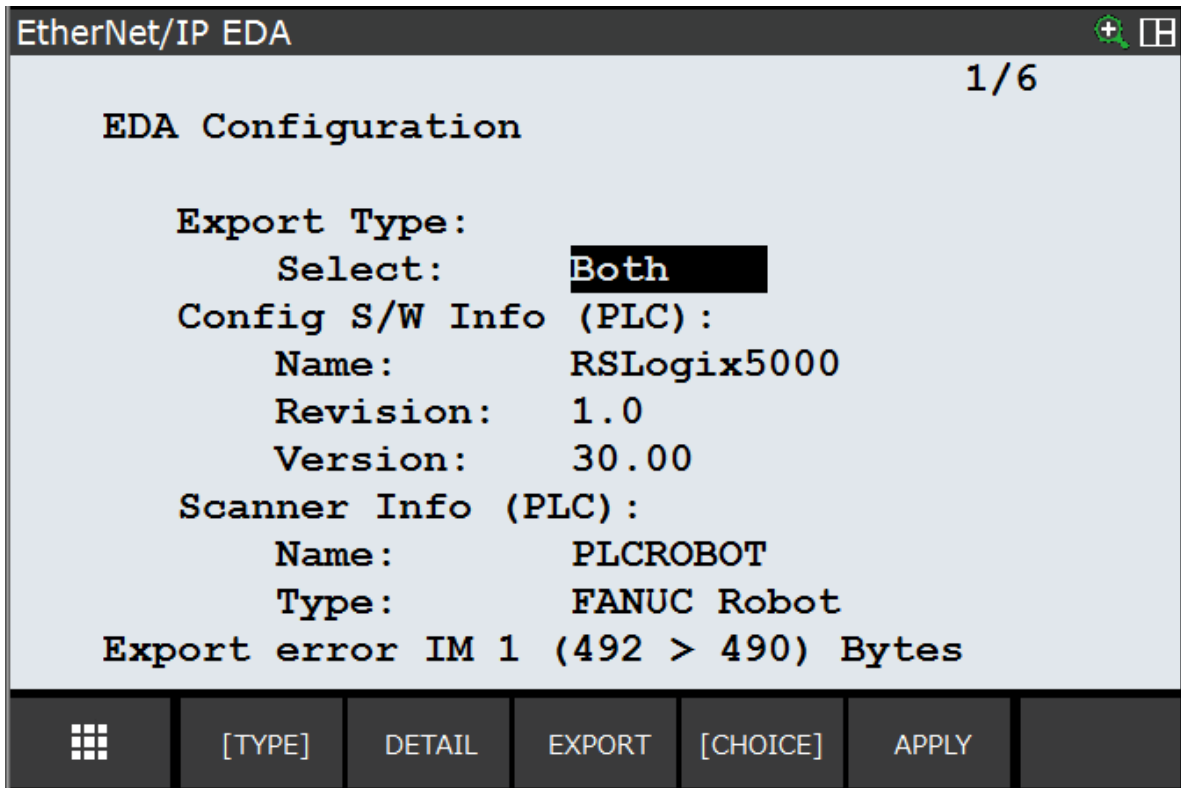 EtherNet/IP EDA
1/6
EDA Configuration
Export Type:
Select: Both
Config S/W Info (PLC):
Name: RSLogix5000
Revision: 1.0
Version: 30.00
Scanner Info (PLC):
Name: PLCROBOT
Type: FANUC Robot
Export error IM 1 (492 > 490) Bytes
[TYPE] DETAIL EXPORT [CHOICE] APPLY